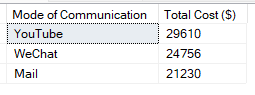 Mode of Communication Total Cost ($)
YouTube 29610
WeChat 24756
Mail 21230